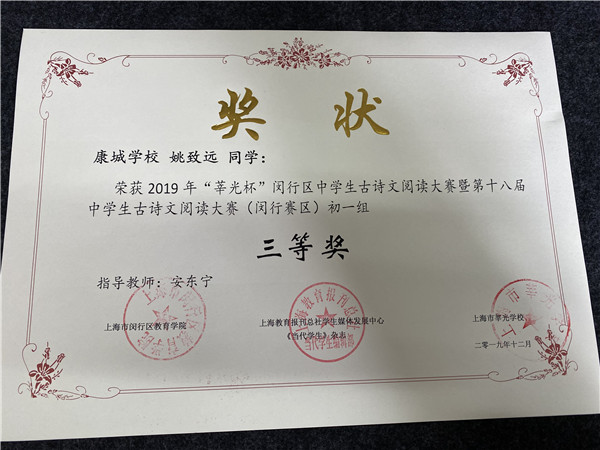 奖状
康城学校 姚致远 同学：
荣获 2019 年“莘光杯”闵行区中学生古诗文阅读大赛暨第十八届
中学生古诗文阅读大赛（闵行赛区）初一组
三等奖
指导教师：安东宁
上海市闵行区教育学院
上海教育报刊总社学生媒体发展中心
《当代学生》杂志
上海市莘光学校
二〇一九年十二月